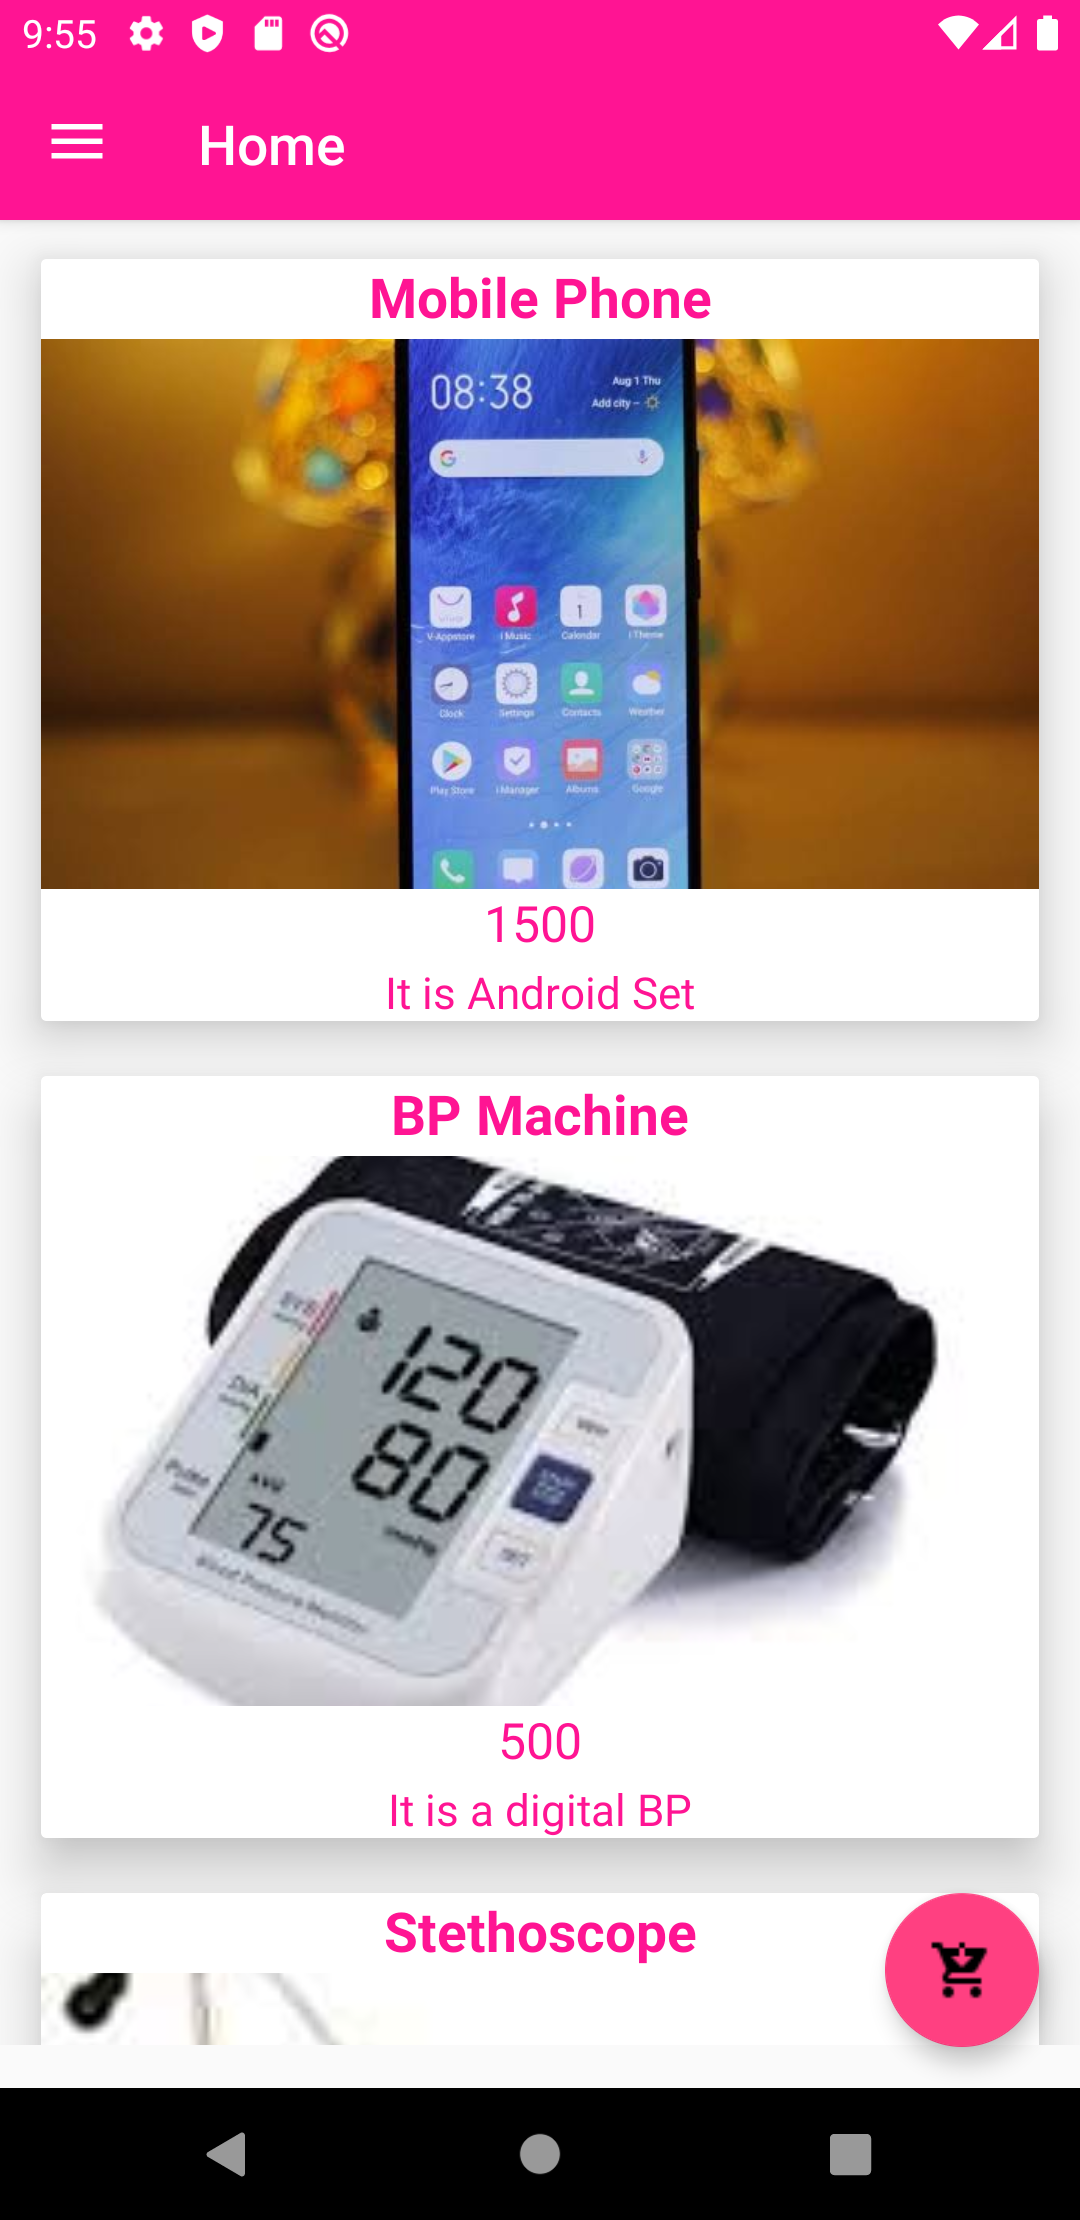 9:55
Home
Mobile Phone
08:38
Aug 1 Thu
Add city --
V-Appstore
i Music
1
Calendar
i Theme
Clock
Settings
Contacts
Weather
Play Store
i Manager
Albums
Google
1500
It is Android Set
BP Machine
120
80
75
500
It is a digital BP
Stethoscope